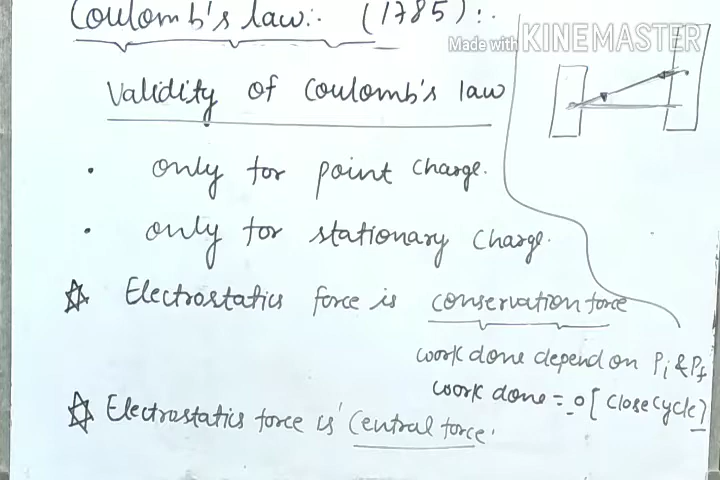 Coulomb's law:. (1785):.
Made with KINEMASTER
Validity of Coulomb's law
• only for point charge.
• only for stationary charge.
☆ Electrostatics force is conservation force
work done depend on Pi & Pf
work done = 0 [close cycle]
☆ Electrostatics force is central force.